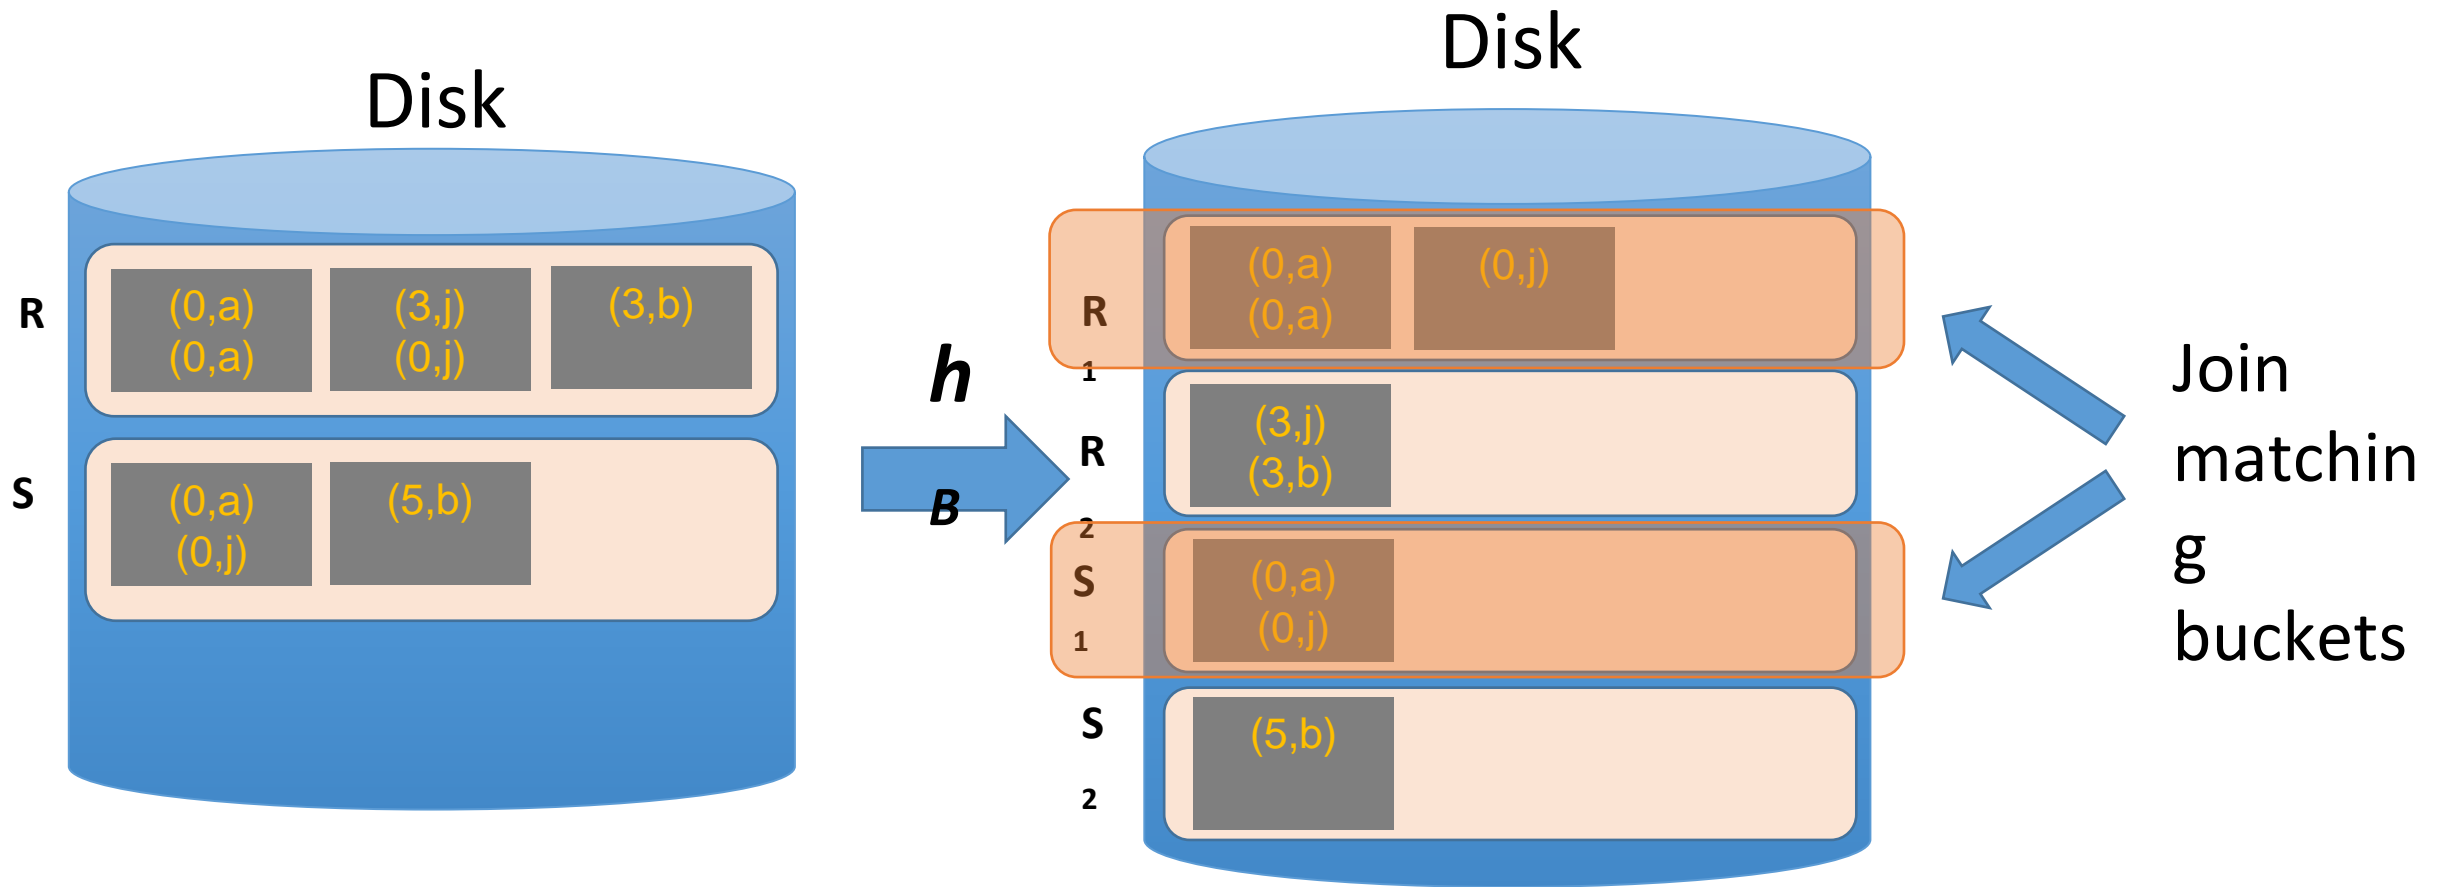 Disk
R
(0,a)
(0,a)
(3,j)
(0,j)
(3,b)
S
(0,a)
(0,j)
(5,b)
h
B
Disk
R
1
(0,a)
(0,a)
(0,j)
R
2
(3,j)
(3,b)
S
1
(0,a)
(0,j)
S
2
(5,b)
Join
matchin
g
buckets